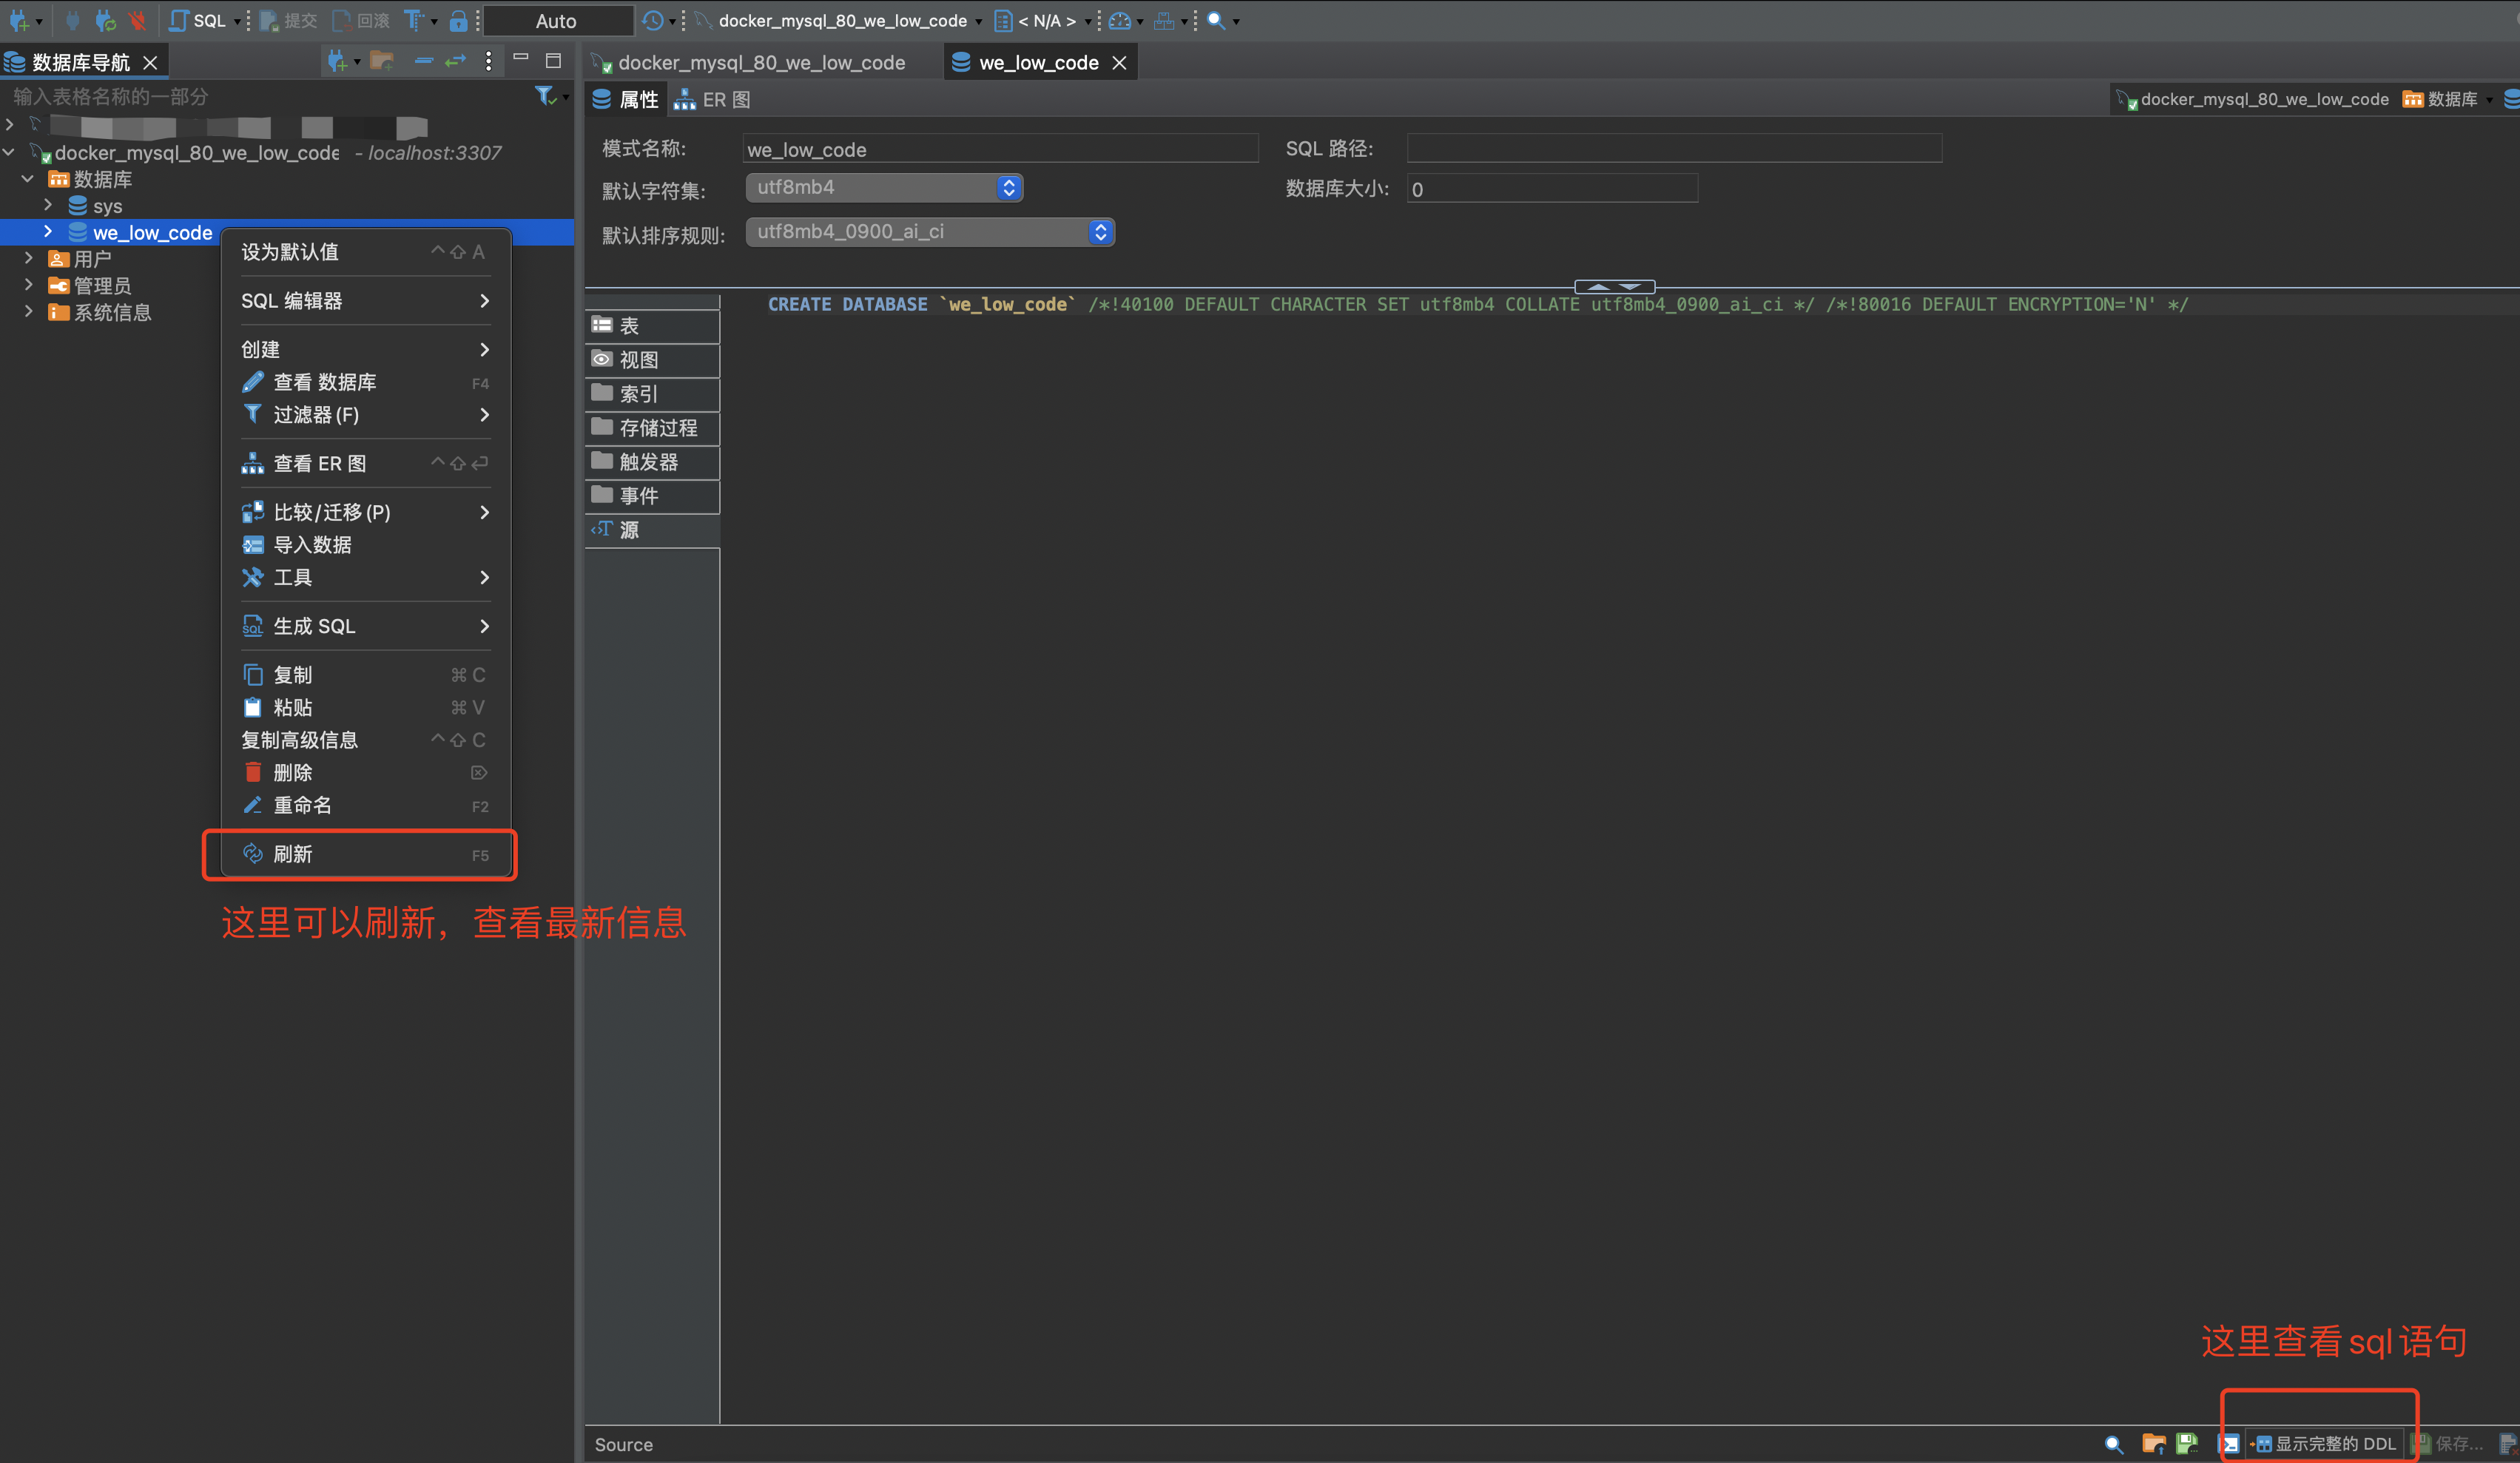 SQL 提交 回滚 Auto docker_mysql_80_we_low_code < N/A >
数据库导航
输入表格名称的一部分
docker_mysql_80_we_low_code - localhost:3307
数据库
sys
we_low_code
用户
管理员
系统信息
设为默认值 ^⇧A
SQL 编辑器
创建
查看 数据库 F4
过滤器(F)
查看 ER 图 ^⇧↩
比较/迁移(P)
导入数据
工具
生成 SQL
复制 ⌘C
粘贴 ⌘V
复制高级信息 ^⇧C
删除 ⌦
重命名 F2
刷新 F5
这里可以刷新，查看最新信息
docker_mysql_80_we_low_code we_low_code
属性 ER 图 docker_mysql_80_we_low_code 数据库
模式名称: we_low_code SQL 路径:
默认字符集: utf8mb4 数据库大小: 0
默认排序规则: utf8mb4_0900_ai_ci
CREATE DATABASE `we_low_code` /*!40100 DEFAULT CHARACTER SET utf8mb4 COLLATE utf8mb4_0900_ai_ci */ /*!80016 DEFAULT ENCRYPTION='N' */
表
视图
索引
存储过程
触发器
事件
源
这里查看sql语句
Source 显示完整的 DDL 保存...